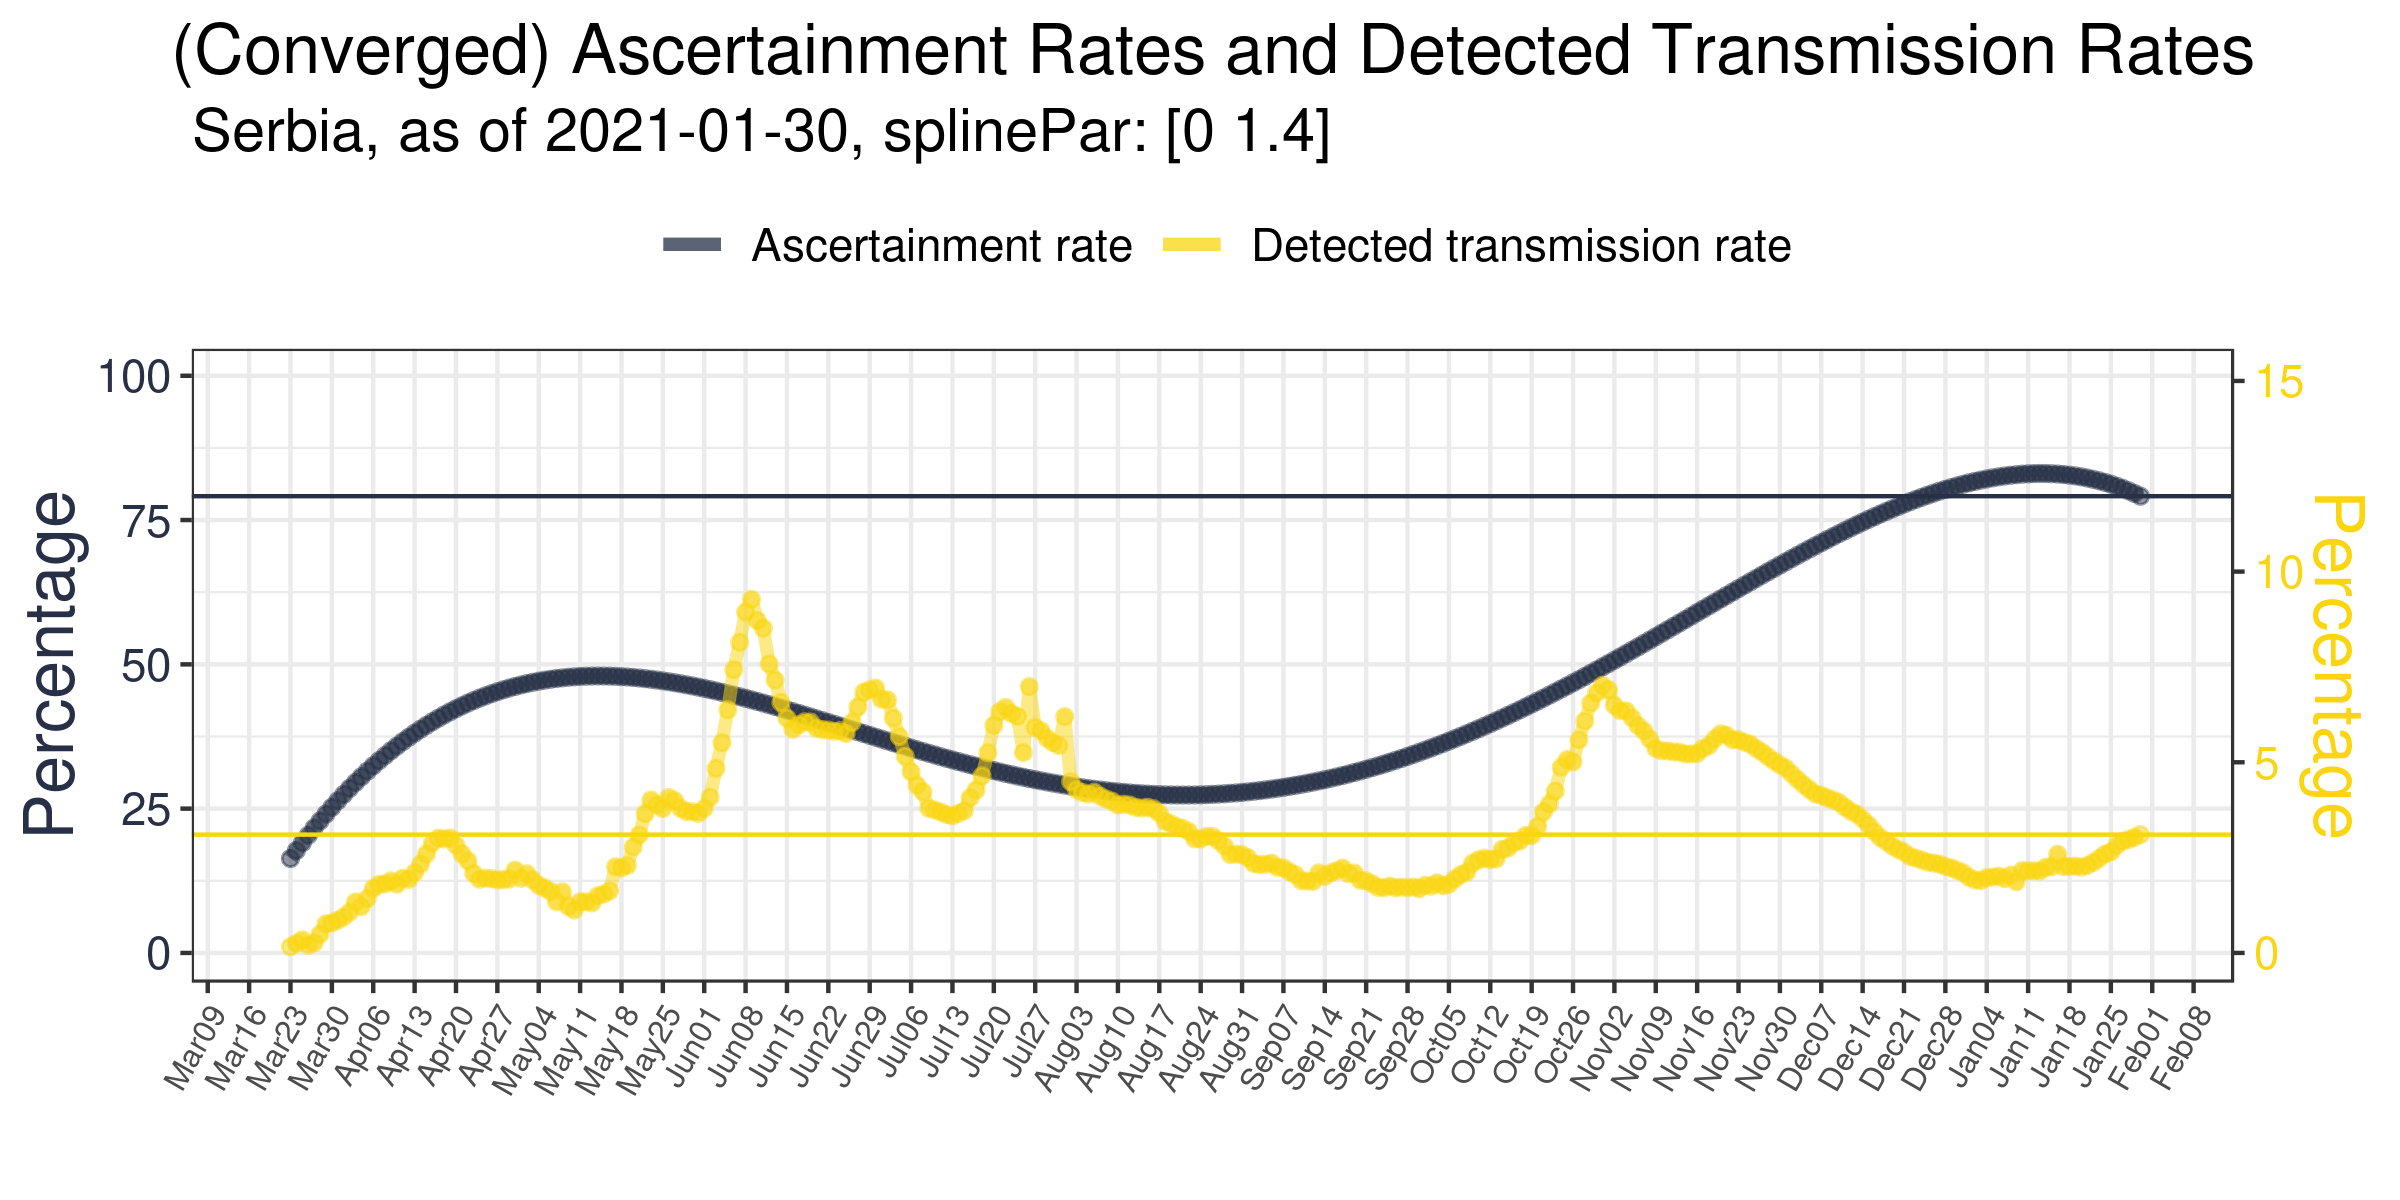 (Converged) Ascertainment Rates and Detected Transmission Rates
Serbia, as of 2021-01-30, splinePar: [0 1.4]
Ascertainment rate Detected transmission rate
Percentage
100
75
50
25
0
15
10
5
0
Percentage
Mar09 Mar16 Mar23 Mar30 Apr06 Apr13 Apr20 Apr27 May04 May11 May18 May25 Jun01 Jun08 Jun15 Jun22 Jun29 Jul06 Jul13 Jul20 Jul27 Aug03 Aug10 Aug17 Aug24 Aug31 Sep07 Sep14 Sep21 Sep28 Oct05 Oct12 Oct19 Oct26 Nov02 Nov09 Nov16 Nov23 Nov30 Dec07 Dec14 Dec21 Dec28 Jan04 Jan11 Jan18 Jan25 Feb01 Feb08